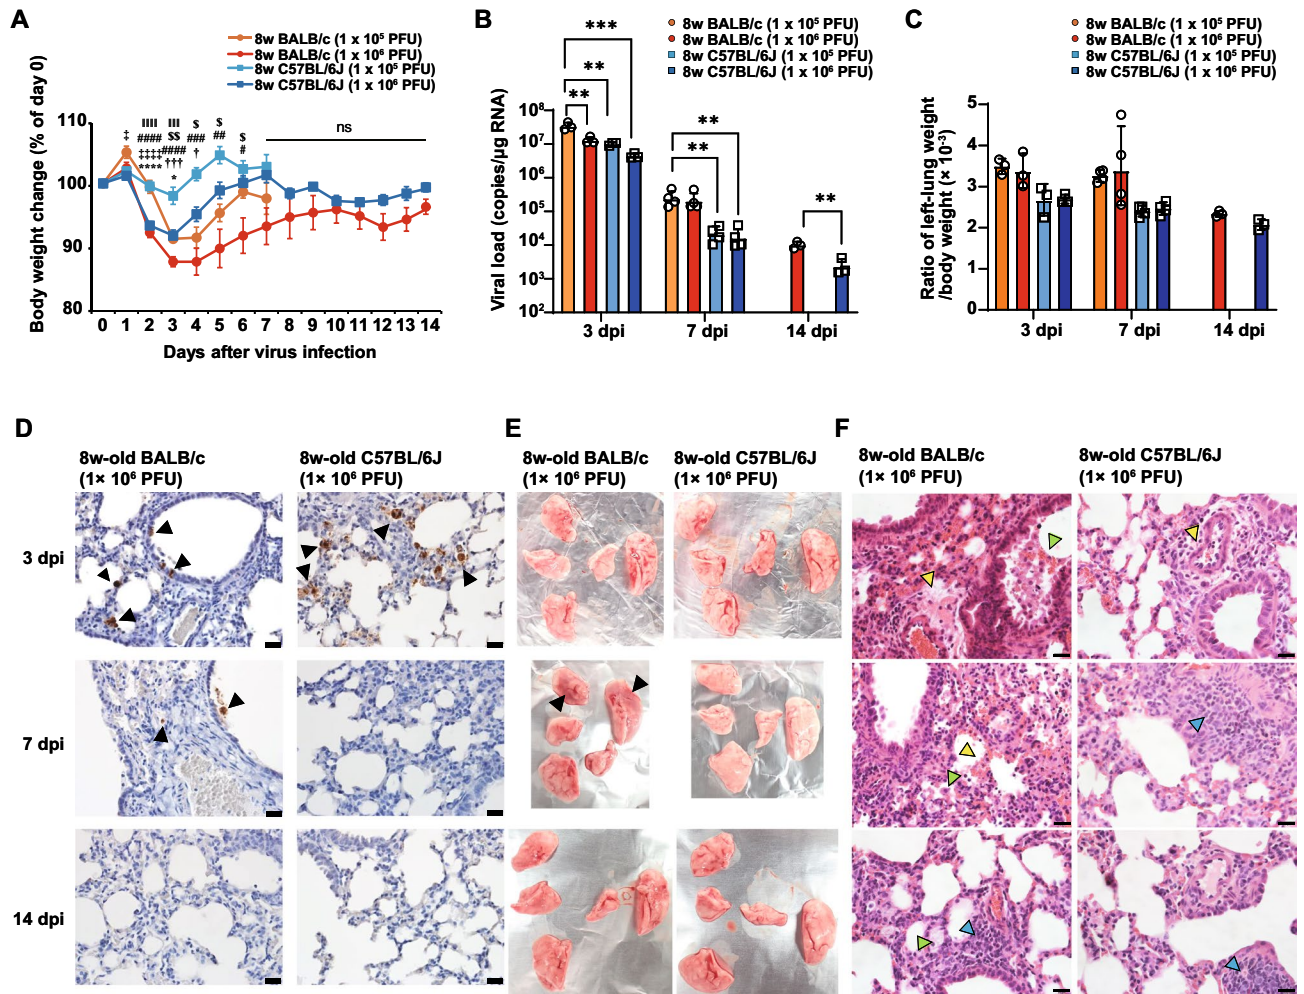 A
8w BALB/c (1 x 10⁵ PFU)
8w BALB/c (1 x 10⁶ PFU)
8w C57BL/6J (1 x 10⁵ PFU)
8w C57BL/6J (1 x 10⁶ PFU)
Body weight change (% of day 0)
110
100
90
80
‡
####
‡‡‡‡
****
$$
####
†††
*
$
###
†
$
##
$
#
ns
0 1 2 3 4 5 6 7 8 9 10 11 12 13 14
Days after virus infection
B
8w BALB/c (1 x 10⁵ PFU)
8w BALB/c (1 x 10⁶ PFU)
8w C57BL/6J (1 x 10⁵ PFU)
8w C57BL/6J (1 x 10⁶ PFU)
Viral load (copies/μg RNA)
10⁸
10⁷
10⁶
10⁵
10⁴
10³
10²
***
**
**
**
**
**
3 dpi 7 dpi 14 dpi
C
8w BALB/c (1 x 10⁵ PFU)
8w BALB/c (1 x 10⁶ PFU)
8w C57BL/6J (1 x 10⁵ PFU)
8w C57BL/6J (1 x 10⁶ PFU)
Ratio of left-lung weight
/body weight (× 10⁻³)
5
4
3
2
1
0
3 dpi 7 dpi 14 dpi
D
8w-old BALB/c
(1× 10⁶ PFU)
8w-old C57BL/6J
(1× 10⁶ PFU)
3 dpi
7 dpi
14 dpi
E
8w-old BALB/c
(1× 10⁶ PFU)
8w-old C57BL/6J
(1× 10⁶ PFU)
F
8w-old BALB/c
(1× 10⁶ PFU)
8w-old C57BL/6J
(1× 10⁶ PFU)